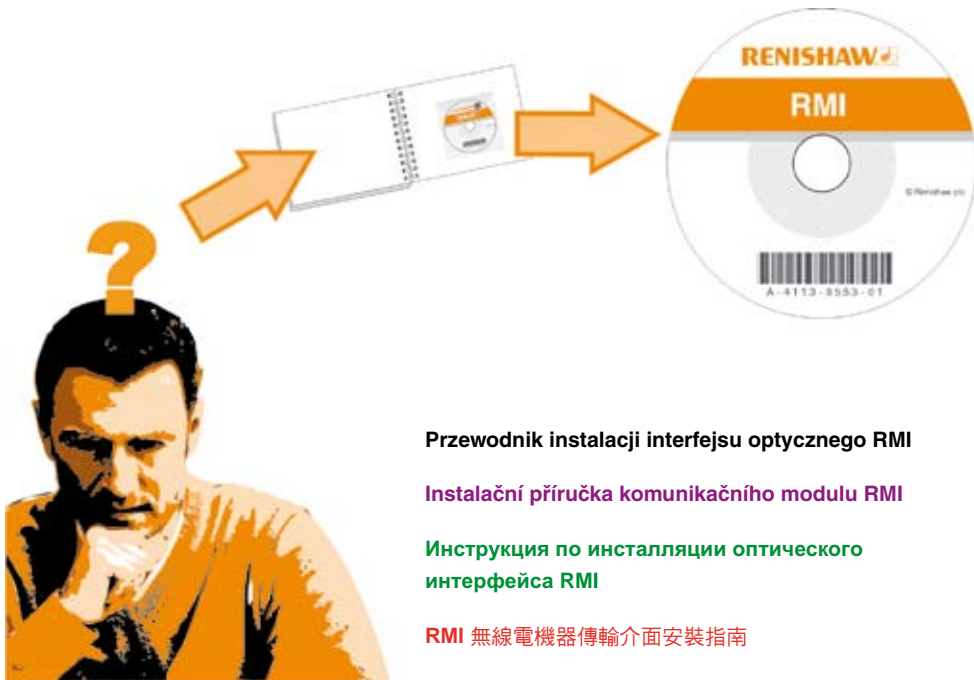 RENISHAW
RMI
© Renishaw plc
A-4113-8553-01
?
Przewodnik instalacji interfejsu optycznego RMI
Instalační příručka komunikačního modulu RMI
Инструкция по инсталляции оптического
интерфейса RMI
RMI 無線電機器傳輸介面安裝指南